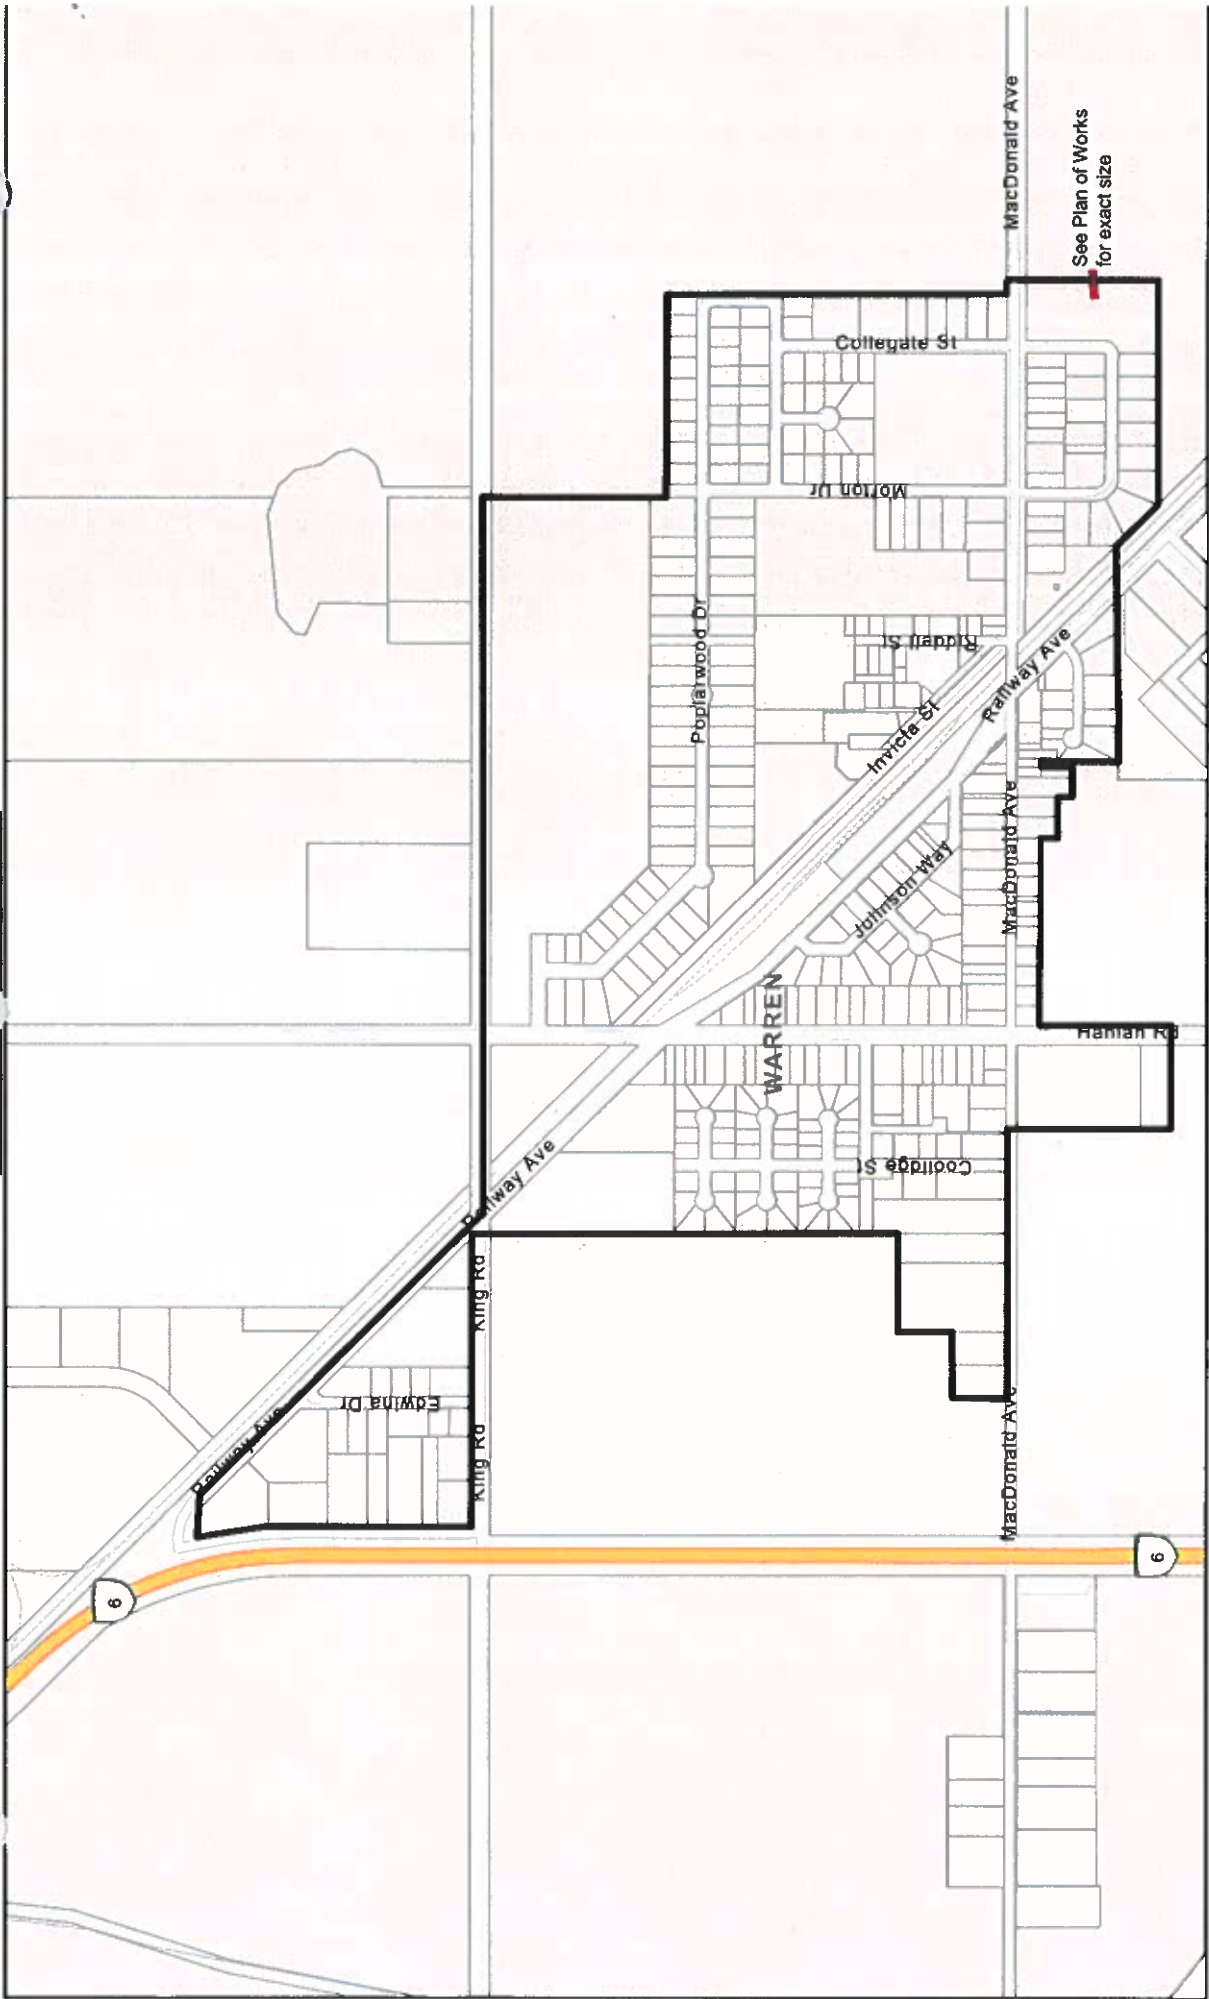 MacDonald Ave
See Plan of Works
for exact size
Collegate St
Morton Dr
Poplarwood Dr
Riddell St
Railway Ave
Invicta St
MacDonald Ave
Johnson Way
WARREN
Hanlan Rd
Railway Ave
Coolidge St
King Rd
Edwina Dr
Railway Ave
King Rd
MacDonald Ave
6
6